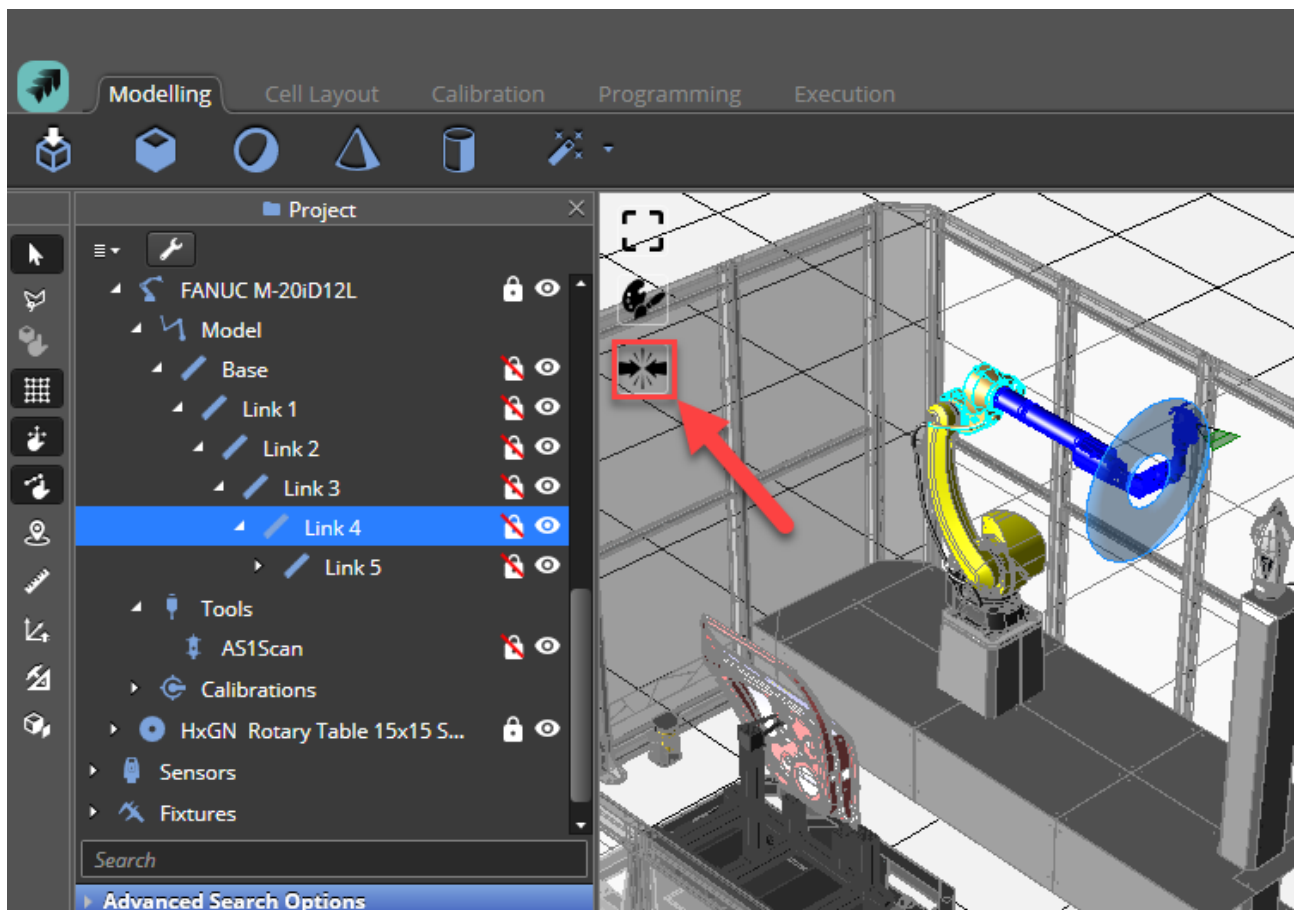 Modelling Cell Layout Calibration Programming Execution
Project
FANUC M-20iD12L
Model
Base
Link 1
Link 2
Link 3
Link 4
Link 5
Tools
AS1Scan
Calibrations
HxGN Rotary Table 15x15 S...
Sensors
Fixtures
Search
Advanced Search Options